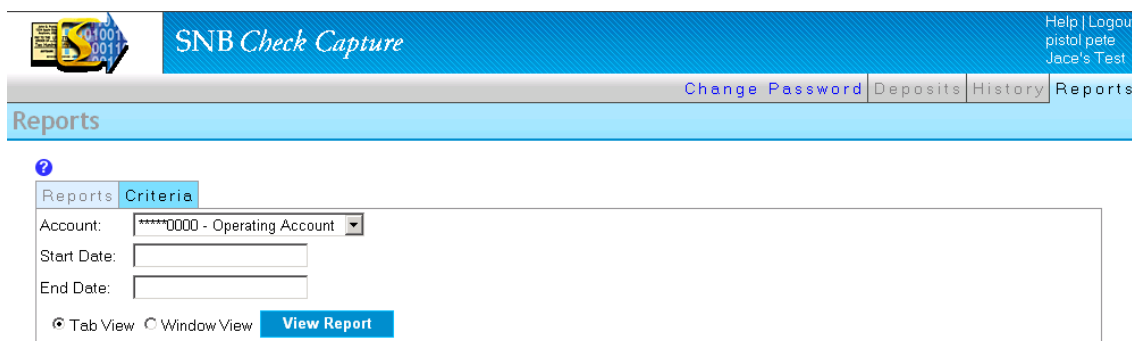 SNB Check Capture
Help | Logou
pistol pete
Jace's Test
Change Password Deposits History Reports
Reports
Reports Criteria
Account: *****0000 - Operating Account
Start Date:
End Date:
Tab View Window View View Report